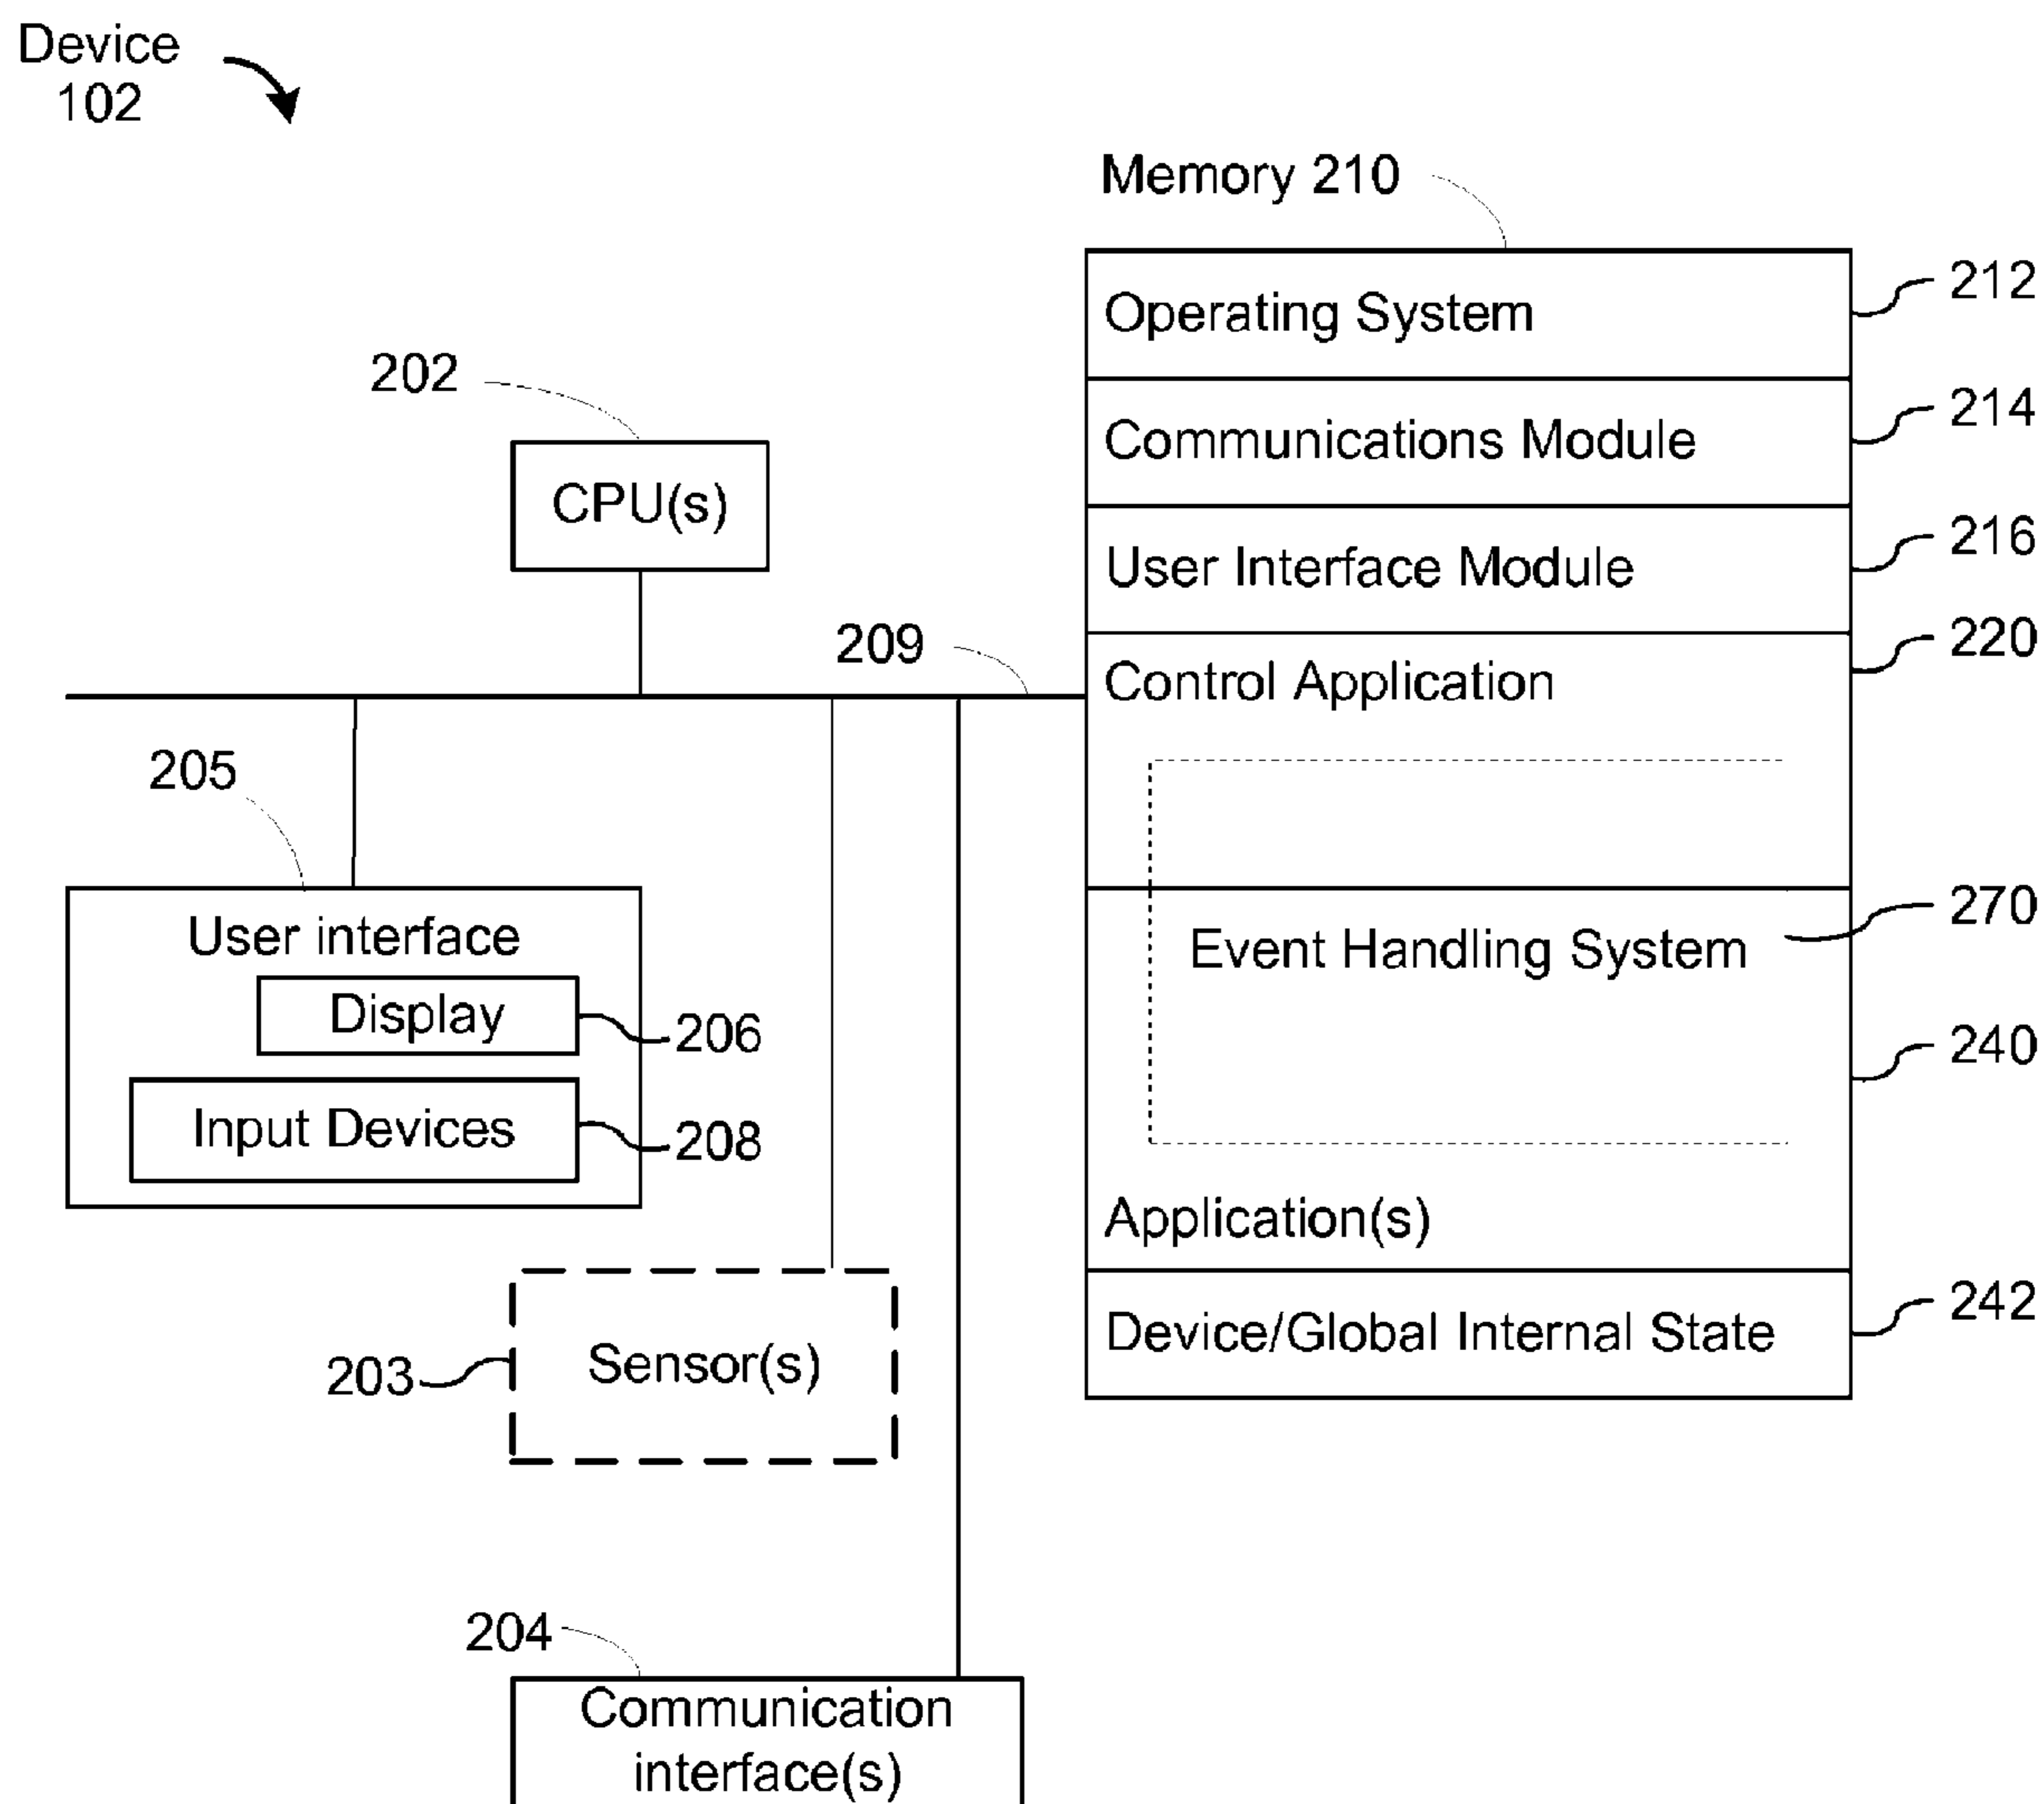 Device
102
Memory 210
Operating System
212
Communications Module
214
User Interface Module
216
Control Application
220
Event Handling System
270
240
Application(s)
Device/Global Internal State
242
202
CPU(s)
209
205
User interface
Display
206
Input Devices
208
Sensor(s)
203
204
Communication
interface(s)